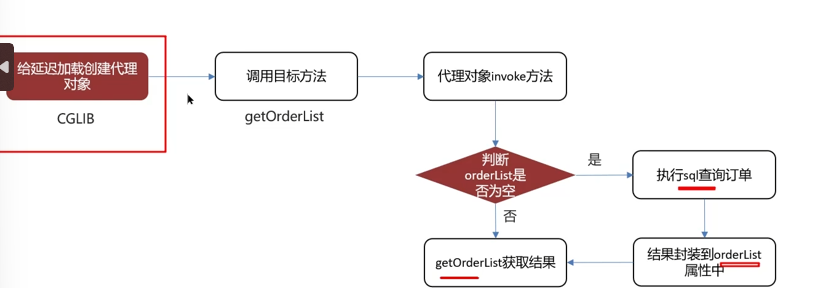 给延迟加载创建代理
对象
CGLIB
调用目标方法
getOrderList
代理对象invoke方法
判断
orderList是
否为空
是
执行sql查询订单
否
结果封装到orderList
属性中
getOrderList获取结果